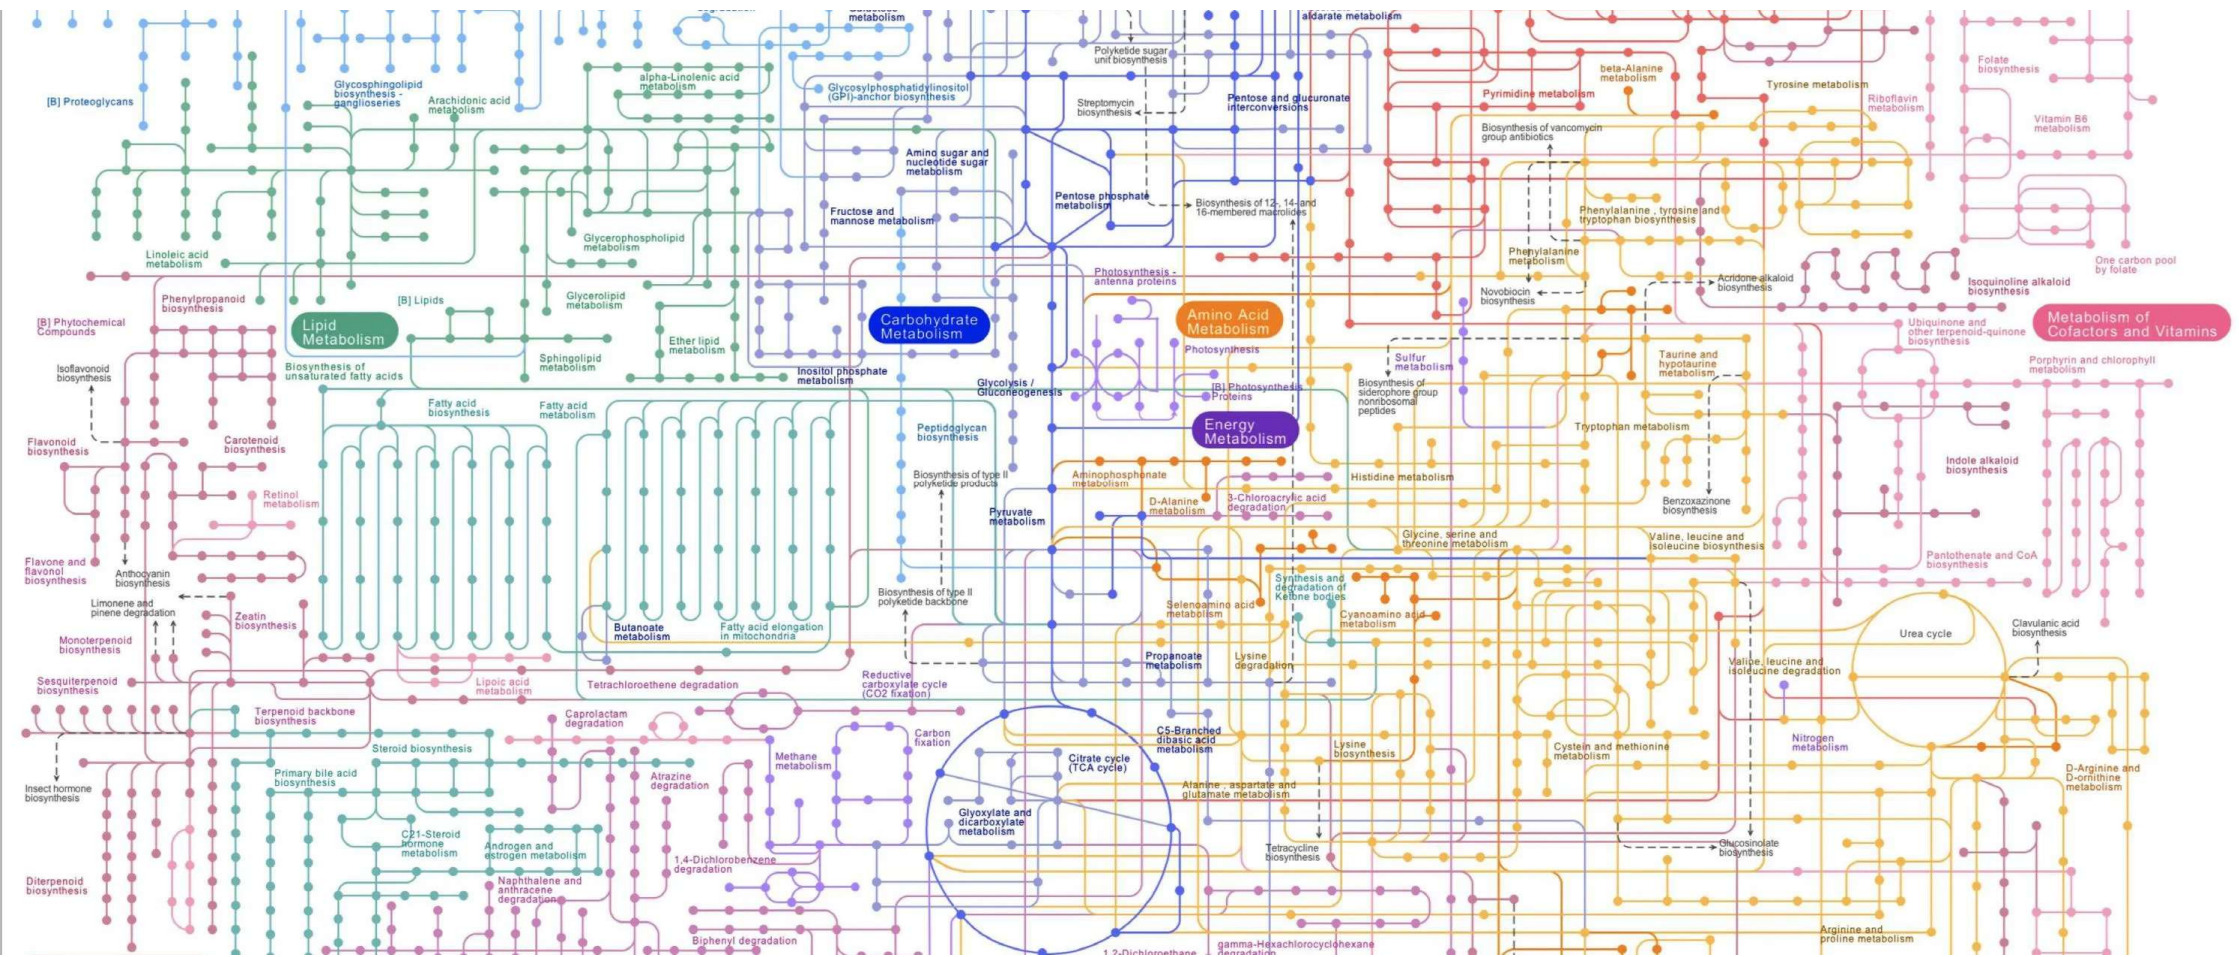 metabolism
aldarate metabolism
Polyketide sugar
unit biosynthesis
beta-Alanine
metabolism
Folate
biosynthesis
alpha-Linolenic acid
metabolism
Tyrosine metabolism
Glycosphingolipid
biosynthesis -
ganglioseries
Glycosylphosphatidylinositol
(GPI)-anchor biosynthesis
Pyrimidine metabolism
Pentose and glucuronate
interconversions
Riboflavin
metabolism
[B] Proteoglycans
Arachidonic acid
metabolism
Streptomycin
biosynthesis
Vitamin B6
metabolism
Biosynthesis of vancomycin
group antibiotics
Amino sugar and
nucleotide sugar
metabolism
Pentose phosphate
metabolism
Biosynthesis of 12-, 14- and
16-membered macrolides
Fructose and
mannose metabolism
Phenylalanine , tyrosine and
tryptophan biosynthesis
Glycerophospholipid
metabolism
Linoleic acid
metabolism
Phenylalanine
metabolism
One carbon pool
by folate
Photosynthesis -
antenna proteins
Acridone alkaloid
biosynthesis
Isoquinoline alkaloid
biosynthesis
Novobiocin
biosynthesis
Phenylpropanoid
biosynthesis
[B] Lipids
Glycerolipid
metabolism
[B] Phytochemical
Compounds
Lipid
Metabolism
Carbohydrate
Metabolism
Amino Acid
Metabolism
Metabolism of
Cofactors and Vitamins
Ubiquinone and
other terpenoid-quinone
biosynthesis
Ether lipid
metabolism
Photosynthesis
Sphingolipid
metabolism
Sulfur
metabolism
Taurine and
hypotaurine
metabolism
Porphyrin and chlorophyll
metabolism
Isoflavonoid
biosynthesis
Biosynthesis of
unsaturated fatty acids
Inositol phosphate
metabolism
Glycolysis /
Gluconeogenesis
[B] Photosynthesis
Proteins
Biosynthesis of
siderophore group
nonribosomal
peptides
Fatty acid
biosynthesis
Fatty acid
metabolism
Energy
Metabolism
Peptidoglycan
biosynthesis
Tryptophan metabolism
Flavonoid
biosynthesis
Carotenoid
biosynthesis
Indole alkaloid
biosynthesis
Biosynthesis of type II
polyketide products
Aminophosphonate
metabolism
Histidine metabolism
Retinol
metabolism
D-Alanine
metabolism
3-Chloroacrylic acid
degradation
Benzoxazinone
biosynthesis
Pyruvate
metabolism
Glycine, serine and
threonine metabolism
Valine, leucine and
isoleucine biosynthesis
Pantothenate and CoA
biosynthesis
Flavone and
flavonol
biosynthesis
Anthocyanin
biosynthesis
Synthesis and
degradation of
Ketone bodies
Biosynthesis of type II
polyketide backbone
Limonene and
pinene degradation
Selenoamino acid
metabolism
Cyanoamino acid
metabolism
Zeatin
biosynthesis
Butanoate
metabolism
Fatty acid elongation
in mitochondria
Urea cycle
Clavulanic acid
biosynthesis
Monoterpenoid
biosynthesis
Propanoate
metabolism
Lysine
degradation
Valine, leucine and
isoleucine degradation
Sesquiterpenoid
biosynthesis
Lipoic acid
metabolism
Tetrachloroethene degradation
Reductive
carboxylate cycle
(CO2 fixation)
Terpenoid backbone
biosynthesis
Caprolactam
degradation
Carbon
fixation
C5-Branched
dibasic acid
metabolism
Nitrogen
metabolism
Steroid biosynthesis
Methane
metabolism
Citrate cycle
(TCA cycle)
Lysine
biosynthesis
Cystein and methionine
metabolism
Primary bile acid
biosynthesis
Atrazine
degradation
D-Arginine and
D-ornithine
metabolism
Insect hormone
biosynthesis
Alanine , aspartate and
glutamate metabolism
Glyoxylate and
dicarboxylate
metabolism
C21-Steroid
hormone
metabolism
Androgen and
estrogen metabolism
1,4-Dichlorobenzene
degradation
Tetracycline
biosynthesis
Glucosinolate
biosynthesis
Diterpenoid
biosynthesis
Naphthalene and
anthracene
degradation
Biphenyl degradation
Arginine and
proline metabolism
1,2-Dichloroethane
gamma-Hexachlorocyclohexane
degradation